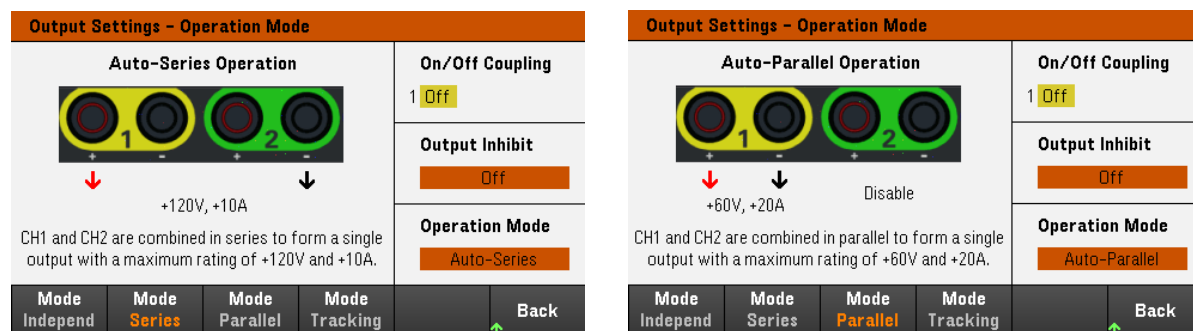 Output Settings - Operation Mode
Auto-Series Operation
1
2
+ - + -
+120V, +10A
CH1 and CH2 are combined in series to form a single
output with a maximum rating of +120V and +10A.
On/Off Coupling
1 Off
Output Inhibit
Off
Operation Mode
Auto-Series
Mode Mode Mode Mode
Independ Series Parallel Tracking
Back
Output Settings - Operation Mode
Auto-Parallel Operation
1
2
+ - + -
+60V, +20A
Disable
CH1 and CH2 are combined in parallel to form a single
output with a maximum rating of +60V and +20A.
On/Off Coupling
1 Off
Output Inhibit
Off
Operation Mode
Auto-Parallel
Mode Mode Mode Mode
Independ Series Parallel Tracking
Back